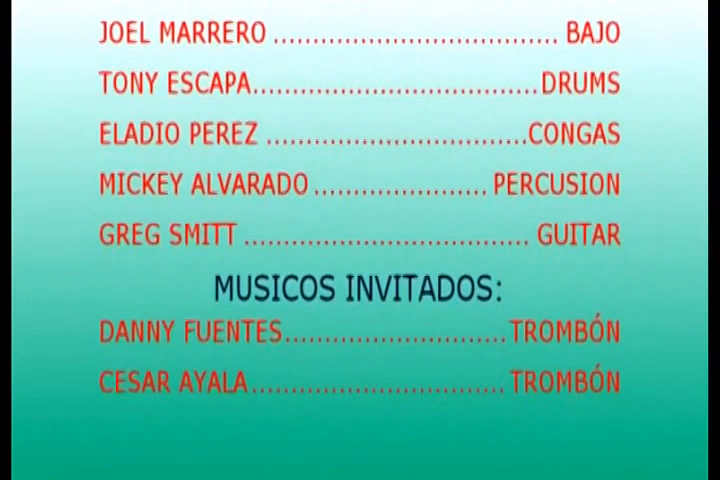 JOEL MARRERO .................................... BAJO
TONY ESCAPA....................................DRUMS
ELADIO PEREZ .................................CONGAS
MICKEY ALVARADO ...................... PERCUSION
GREG SMITT .................................... GUITAR
MUSICOS INVITADOS:
DANNY FUENTES............................TROMBÓN
CESAR AYALA................................ TROMBÓN